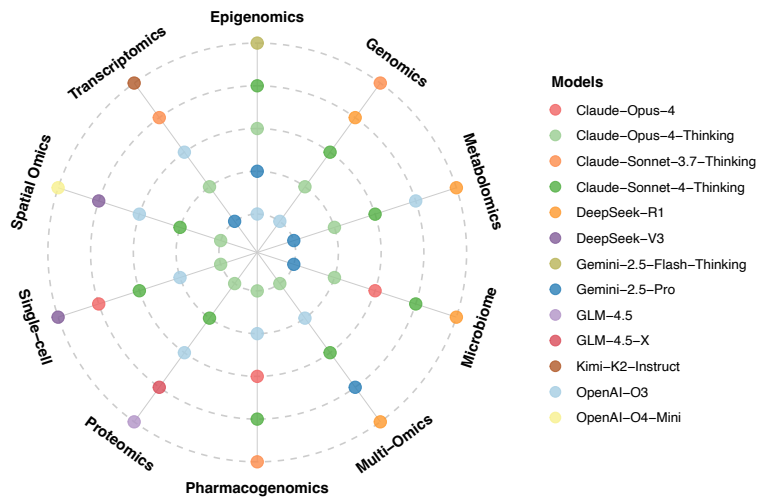 Epigenomics
Genomics
Metabolomics
Microbiome
Multi−Omics
Pharmacogenomics
Proteomics
Single−cell
Spatial Omics
Transcriptomics
Models
Claude−Opus−4
Claude−Opus−4−Thinking
Claude−Sonnet−3.7−Thinking
Claude−Sonnet−4−Thinking
DeepSeek−R1
DeepSeek−V3
Gemini−2.5−Flash−Thinking
Gemini−2.5−Pro
GLM−4.5
GLM−4.5−X
Kimi−K2−Instruct
OpenAI−O3
OpenAI−O4−Mini